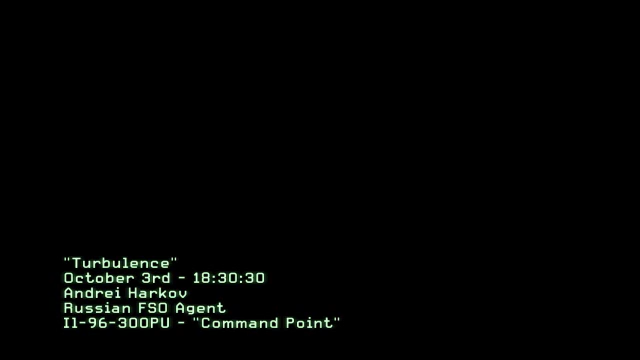 "Turbulence"
October 3rd - 18:30:30
Andrei Harkov
Russian FSO Agent
Il-96-300PU - "Command Point"